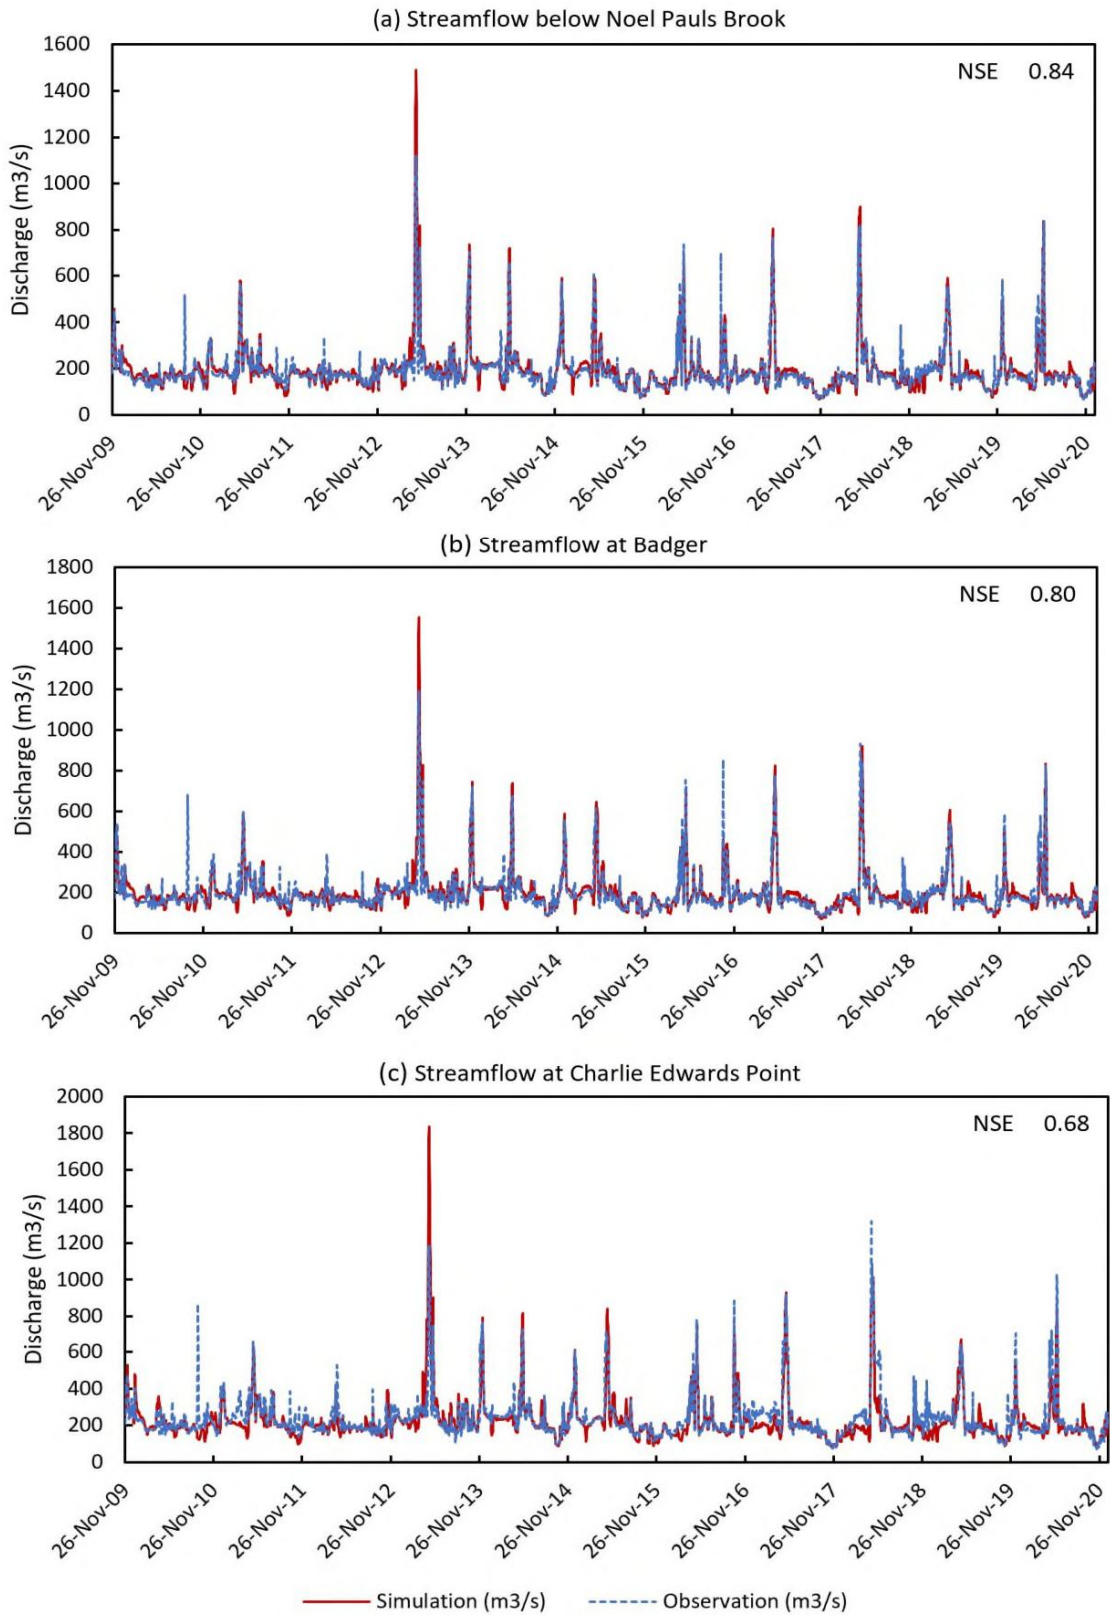 (a) Streamflow below Noel Pauls Brook
NSE 0.84
Discharge (m3/s)
1600
1400
1200
1000
800
600
400
200
0
26-Nov-09
26-Nov-10
26-Nov-11
26-Nov-12
26-Nov-13
26-Nov-14
26-Nov-15
26-Nov-16
26-Nov-17
26-Nov-18
26-Nov-19
26-Nov-20
(b) Streamflow at Badger
NSE 0.80
Discharge (m3/s)
1800
1600
1400
1200
1000
800
600
400
200
0
26-Nov-09
26-Nov-10
26-Nov-11
26-Nov-12
26-Nov-13
26-Nov-14
26-Nov-15
26-Nov-16
26-Nov-17
26-Nov-18
26-Nov-19
26-Nov-20
(c) Streamflow at Charlie Edwards Point
NSE 0.68
Discharge (m3/s)
2000
1800
1600
1400
1200
1000
800
600
400
200
0
26-Nov-09
26-Nov-10
26-Nov-11
26-Nov-12
26-Nov-13
26-Nov-14
26-Nov-15
26-Nov-16
26-Nov-17
26-Nov-18
26-Nov-19
26-Nov-20
Simulation (m3/s) Observation (m3/s)